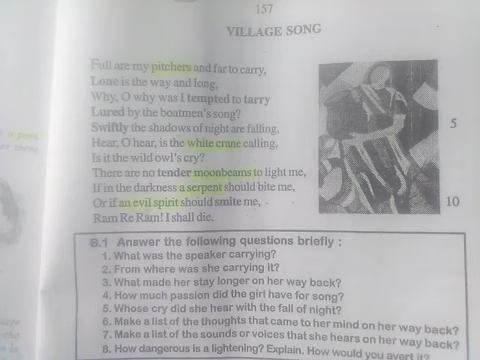 157
VILLAGE SONG
Full are my pitchers and far to carry,
Lone is the way and long,
Why, O why was I tempted to tarry
Lured by the boatmen's song?
Swiftly the shadows of night are falling,
Hear, O hear, is the white crane calling,
Is it the wild owl's cry?
There are no tender moonbeams to light me,
If in the darkness a serpent should bite me,
Or if an evil spirit should smite me,
Ram Re Ram! I shall die.
5
10
B.1 Answer the following questions briefly :
1. What was the speaker carrying?
2. From where was she carrying it?
3. What made her stay longer on her way back?
4. How much passion did the girl have for song?
5. Whose cry did she hear with the fall of night?
6. Make a list of the thoughts that came to her mind on her way back?
7. Make a list of the sounds or voices that she hears on her way back?
8. How dangerous is a lightening? Explain. How would you avert it?